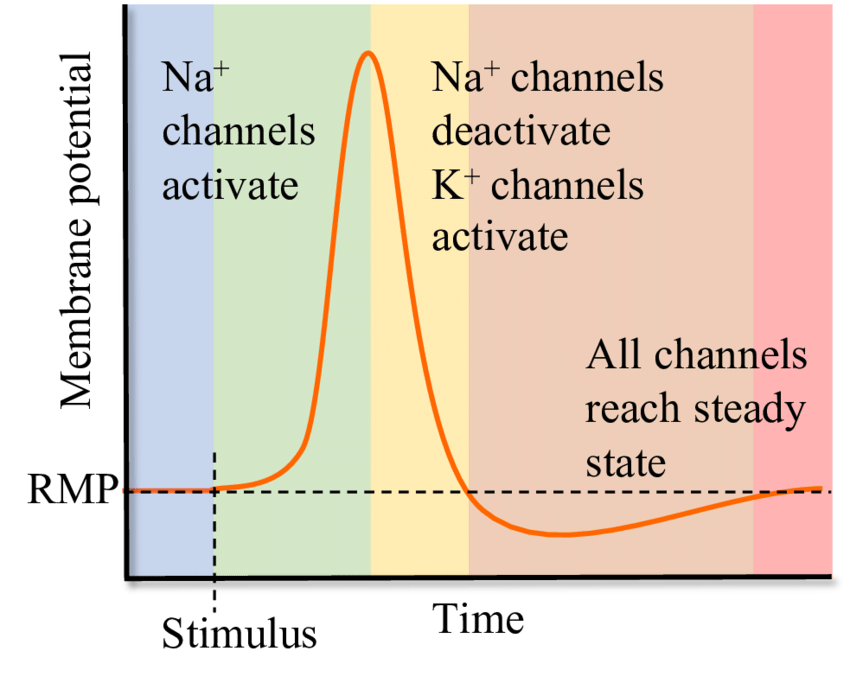 Membrane potential
Na⁺
channels
activate
Na⁺ channels
deactivate
K⁺ channels
activate
All channels
reach steady
state
RMP
Stimulus
Time